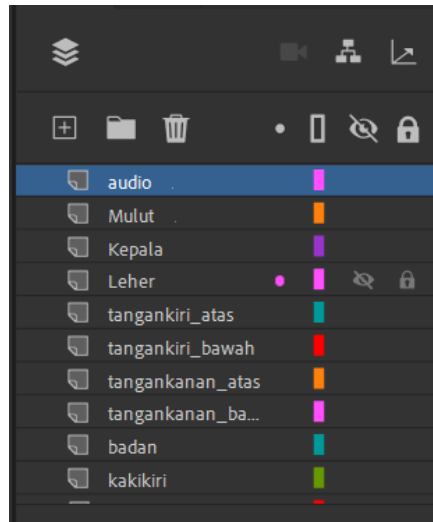 audio
Mulut
Kepala
Leher
tangankiri_atas
tangankiri_bawah
tangankanan_atas
tangankanan_ba...
badan
kakikiri